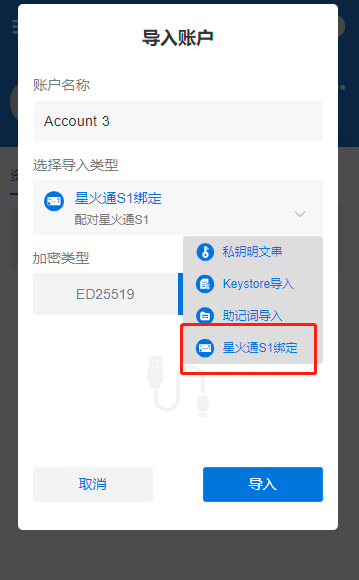 导入账户
账户名称
Account 3
选择导入类型
星火通S1绑定
配对星火通S1
加密类型
私钥明文串
Keystore导入
ED25519
助记词导入
星火通S1绑定
取消
导入